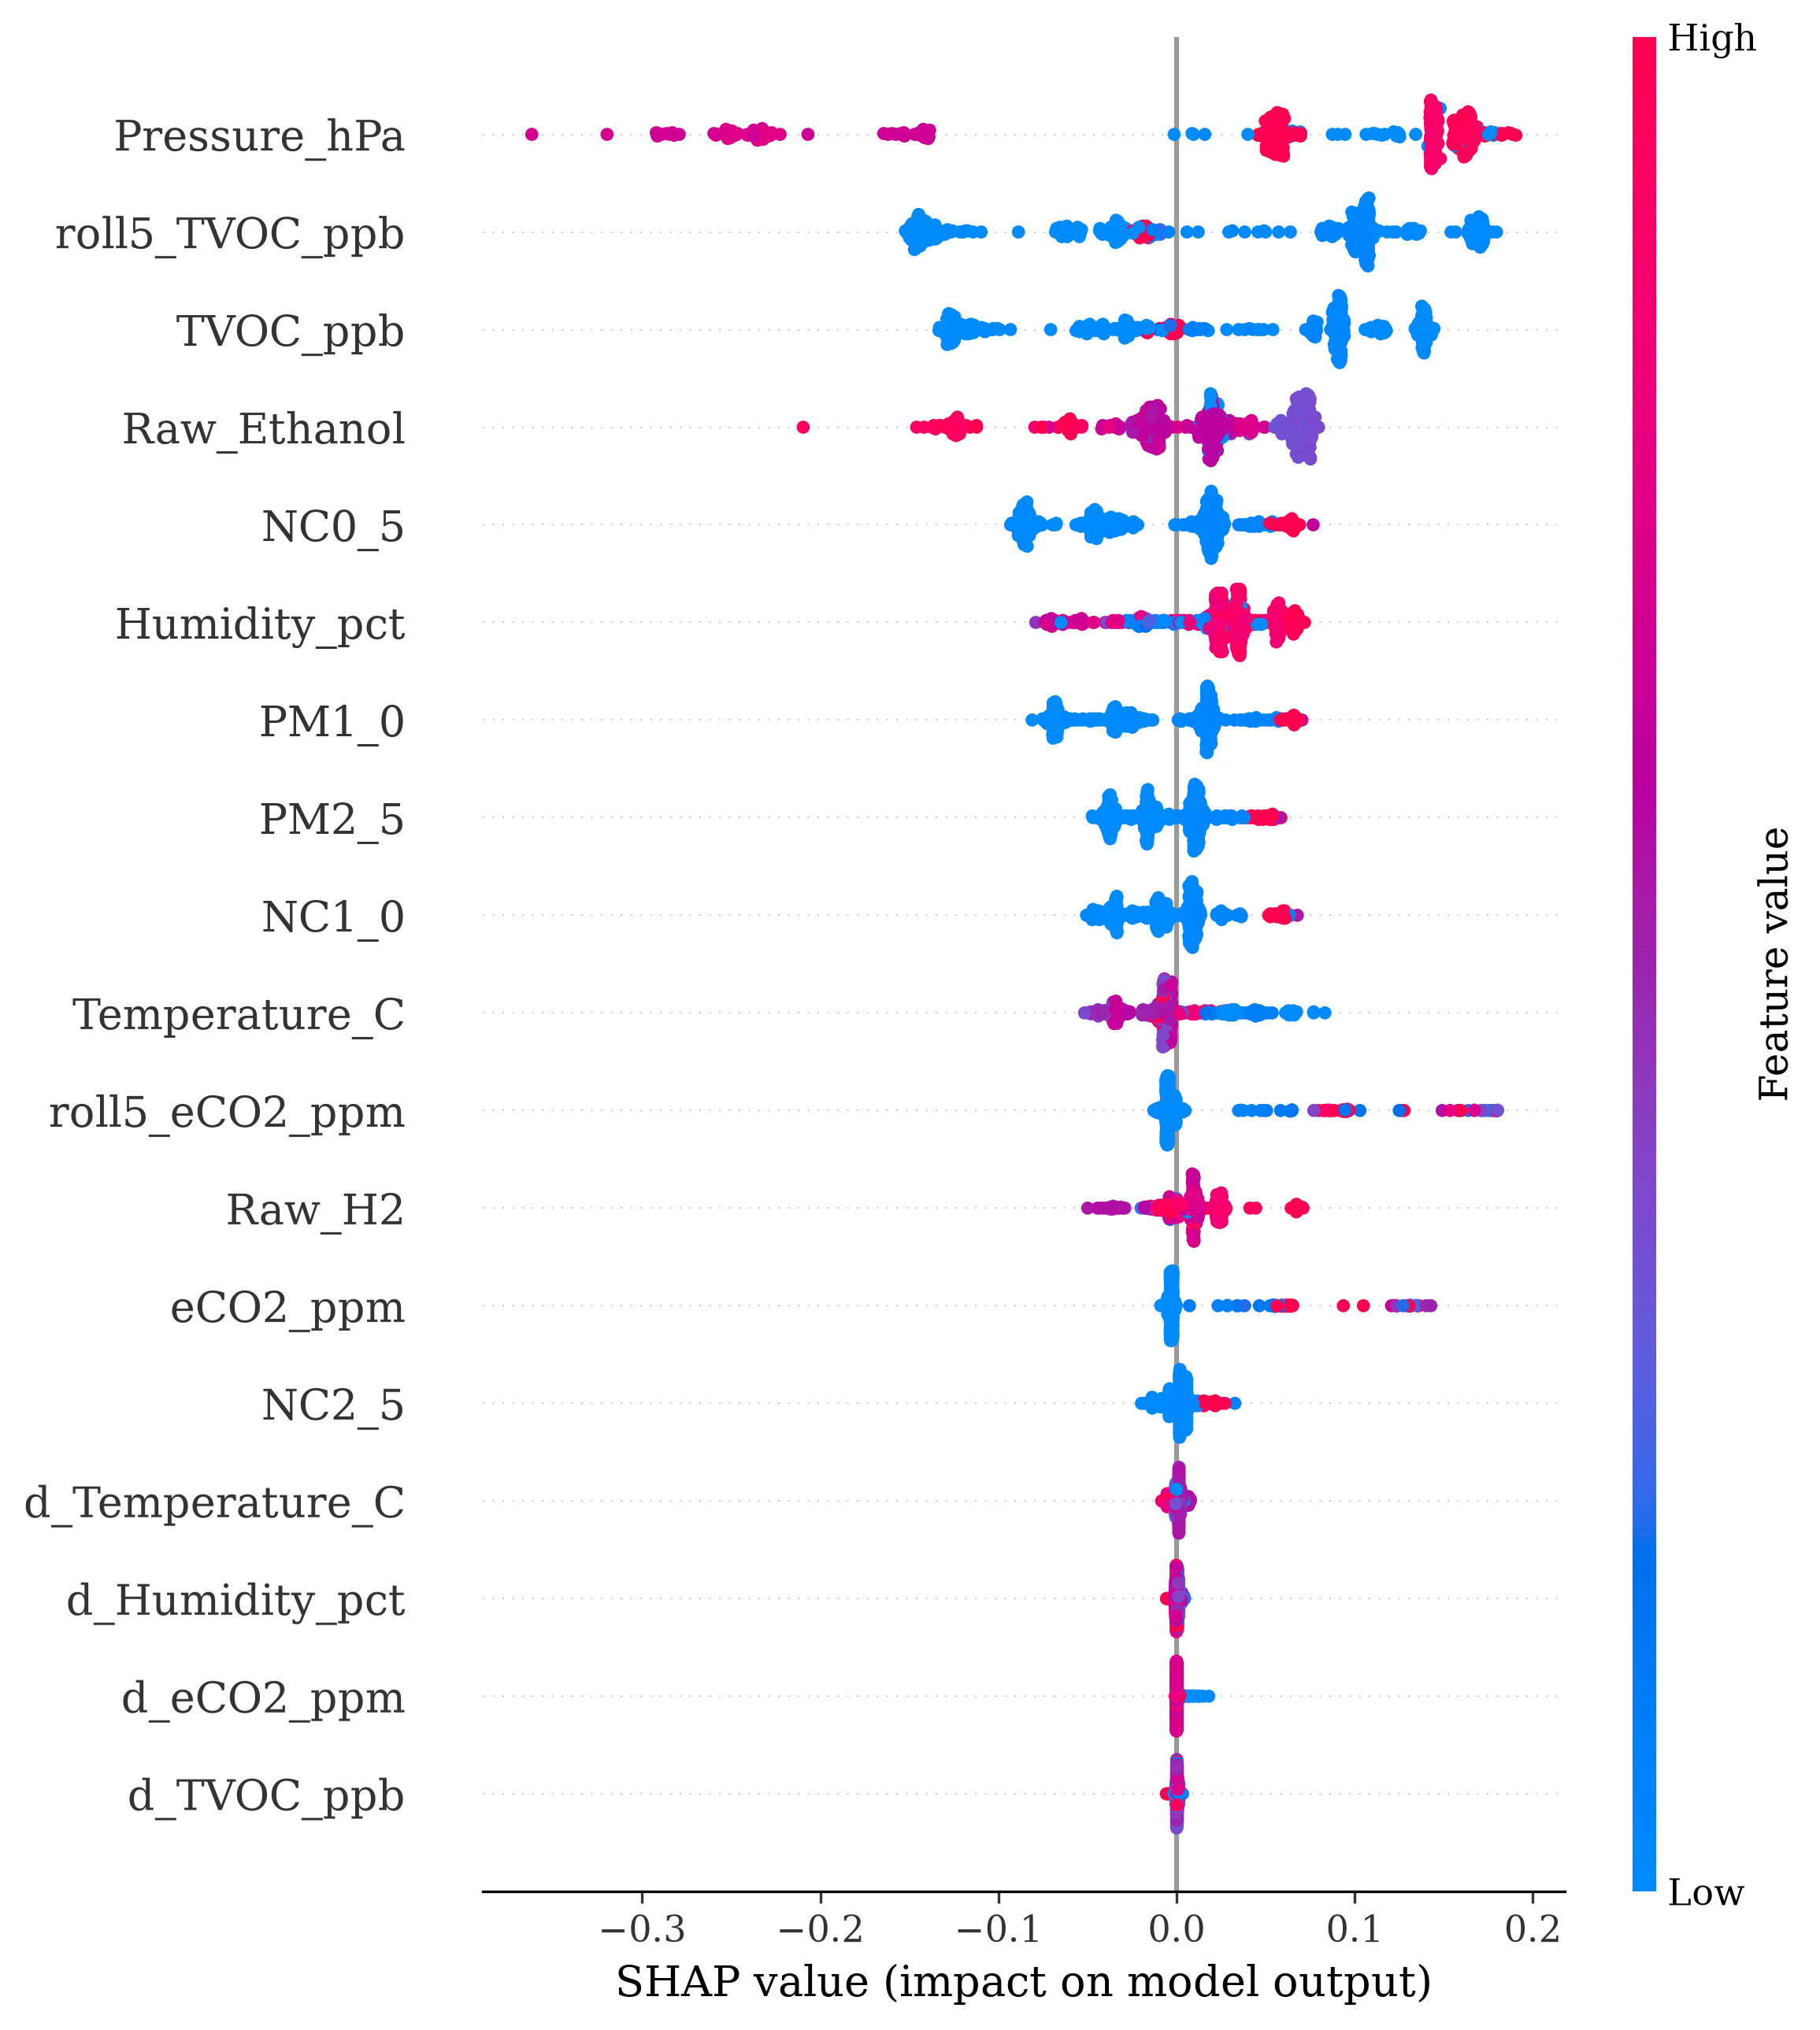 High
Pressure_hPa
roll5_TVOC_ppb
TVOC_ppb
Raw_Ethanol
NC0_5
Humidity_pct
PM1_0
PM2_5
NC1_0
Temperature_C
roll5_eCO2_ppm
Raw_H2
eCO2_ppm
NC2_5
d_Temperature_C
d_Humidity_pct
d_eCO2_ppm
d_TVOC_ppb
Feature value
Low
−0.3 −0.2 −0.1 0.0 0.1 0.2
SHAP value (impact on model output)